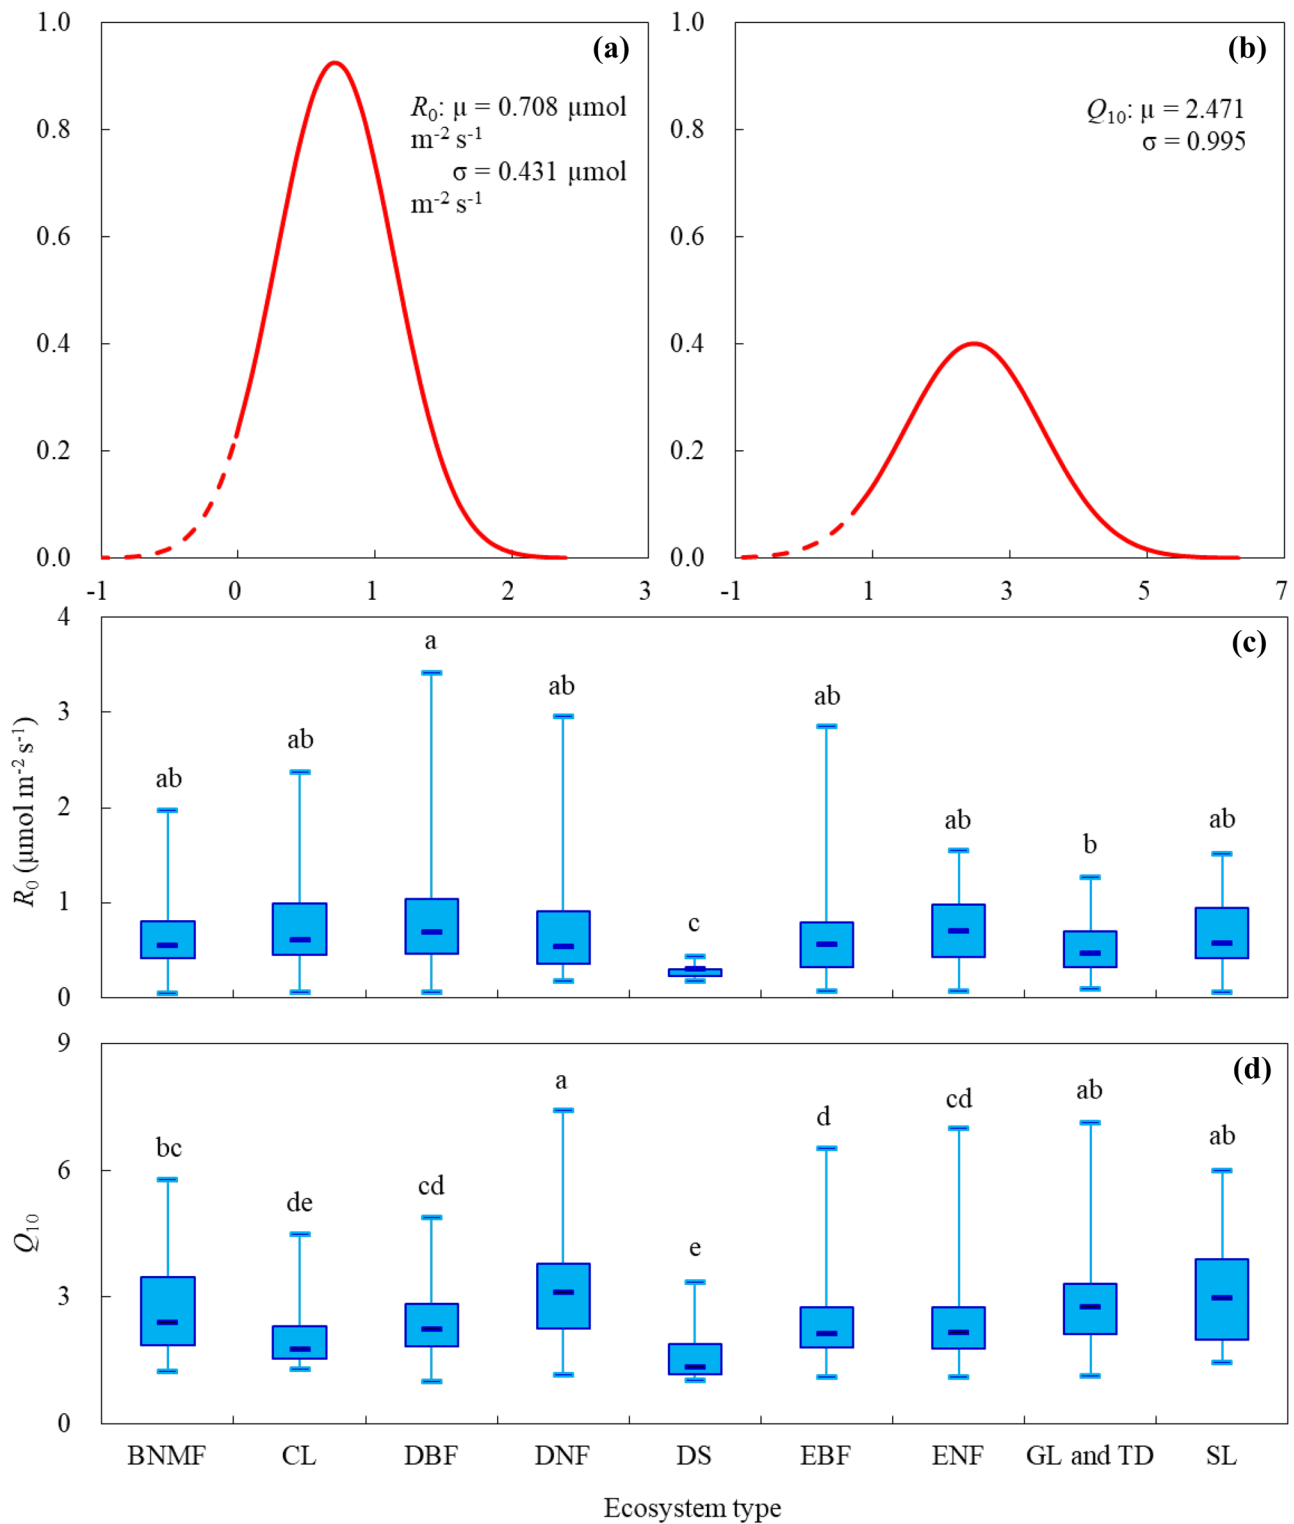 1.0
(a)
0.8
R₀: μ = 0.708 μmol
m⁻² s⁻¹
σ = 0.431 μmol
m⁻² s⁻¹
0.6
0.4
0.2
0.0
-1 0 1 2 3
1.0
(b)
0.8
Q₁₀: μ = 2.471
σ = 0.995
0.6
0.4
0.2
0.0
-1 1 3 5 7
(c)
R₀ (μmol m⁻² s⁻¹)
4
3
2
1
0
ab ab a ab c ab ab b ab
(d)
Q₁₀
9
6
3
0
bc de cd a e d cd ab ab
BNMF CL DBF DNF DS EBF ENF GL and TD SL
Ecosystem type